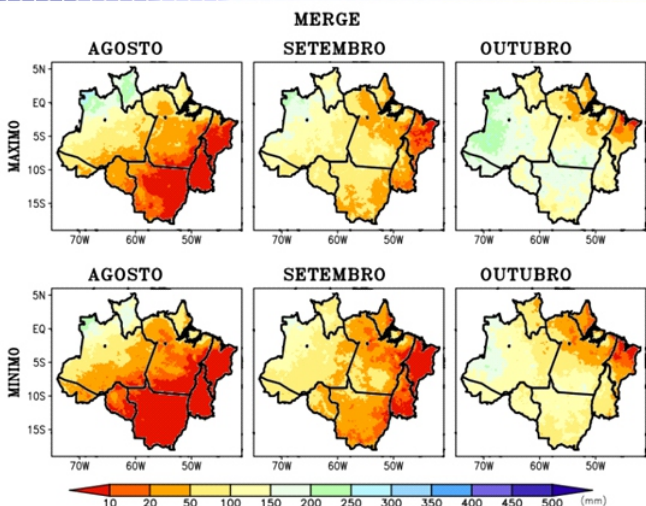 MERGE
AGOSTO SETEMBRO OUTUBRO
MAXIMO
5N
EQ
5S
10S
15S
70W 60W 50W 70W 60W 50W 70W 60W 50W
AGOSTO SETEMBRO OUTUBRO
MINIMO
5N
EQ
5S
10S
15S
70W 60W 50W 70W 60W 50W 70W 60W 50W
10 20 50 100 150 200 250 300 350 400 450 500 (mm)